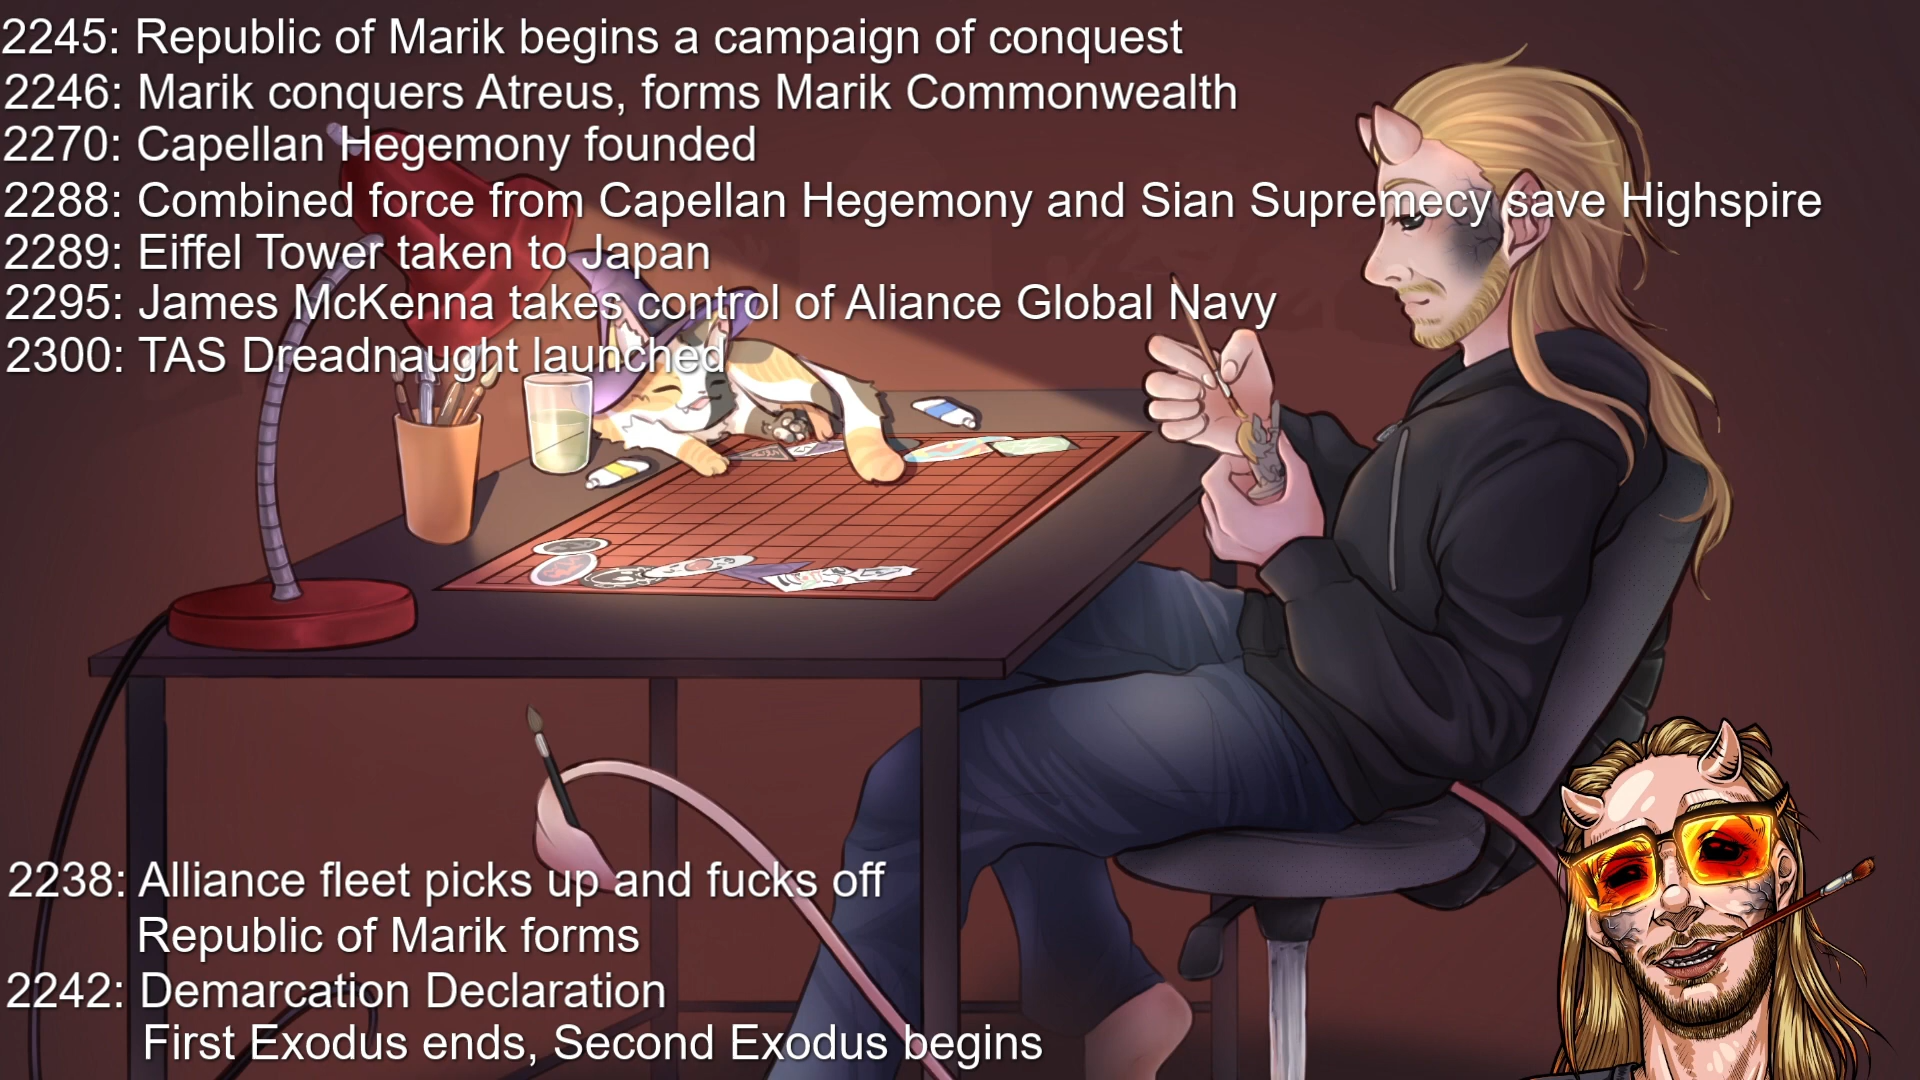 2245: Republic of Marik begins a campaign of conquest
2246: Marik conquers Atreus, forms Marik Commonwealth
2270: Capellan Hegemony founded
2288: Combined force from Capellan Hegemony and Sian Supremecy save Highspire
2289: Eiffel Tower taken to Japan
2295: James McKenna takes control of Aliance Global Navy
2300: TAS Dreadnaught launched
2238: Alliance fleet picks up and fucks off
Republic of Marik forms
2242: Demarcation Declaration
First Exodus ends, Second Exodus begins